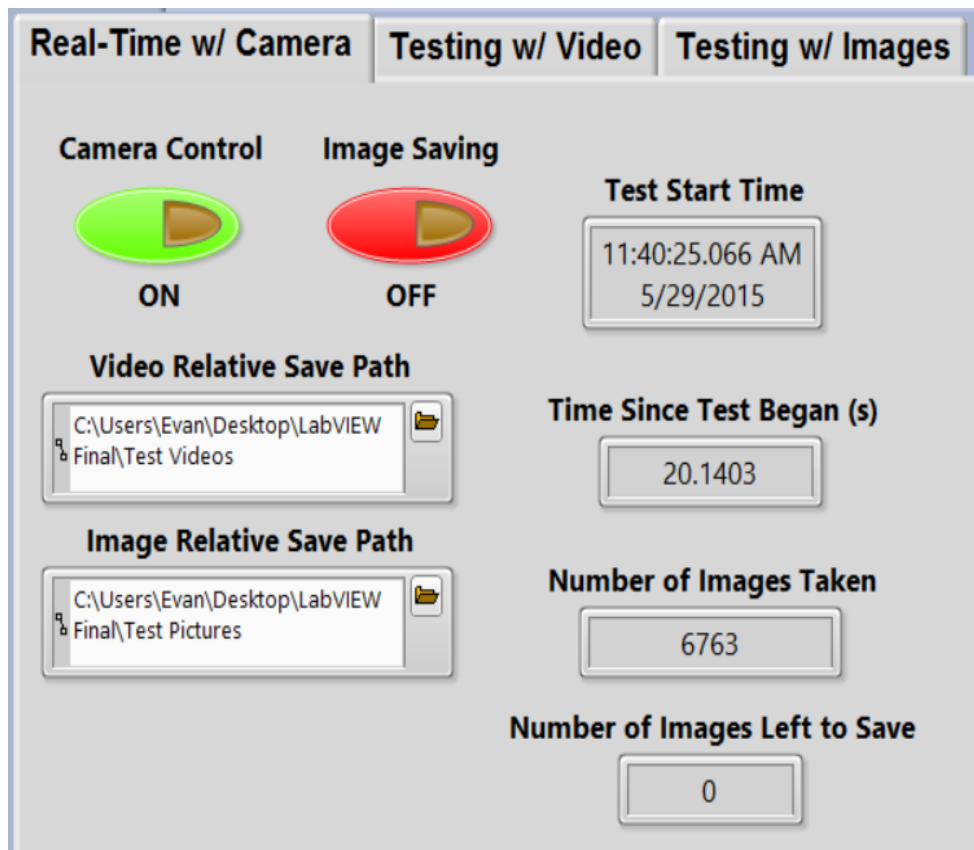 Real-Time w/ Camera
Testing w/ Video
Testing w/ Images
Camera Control
Image Saving
ON
OFF
Test Start Time
11:40:25.066 AM
5/29/2015
Video Relative Save Path
C:\Users\Evan\Desktop\LabVIEW
Final\Test Videos
Time Since Test Began (s)
20.1403
Image Relative Save Path
C:\Users\Evan\Desktop\LabVIEW
Final\Test Pictures
Number of Images Taken
6763
Number of Images Left to Save
0